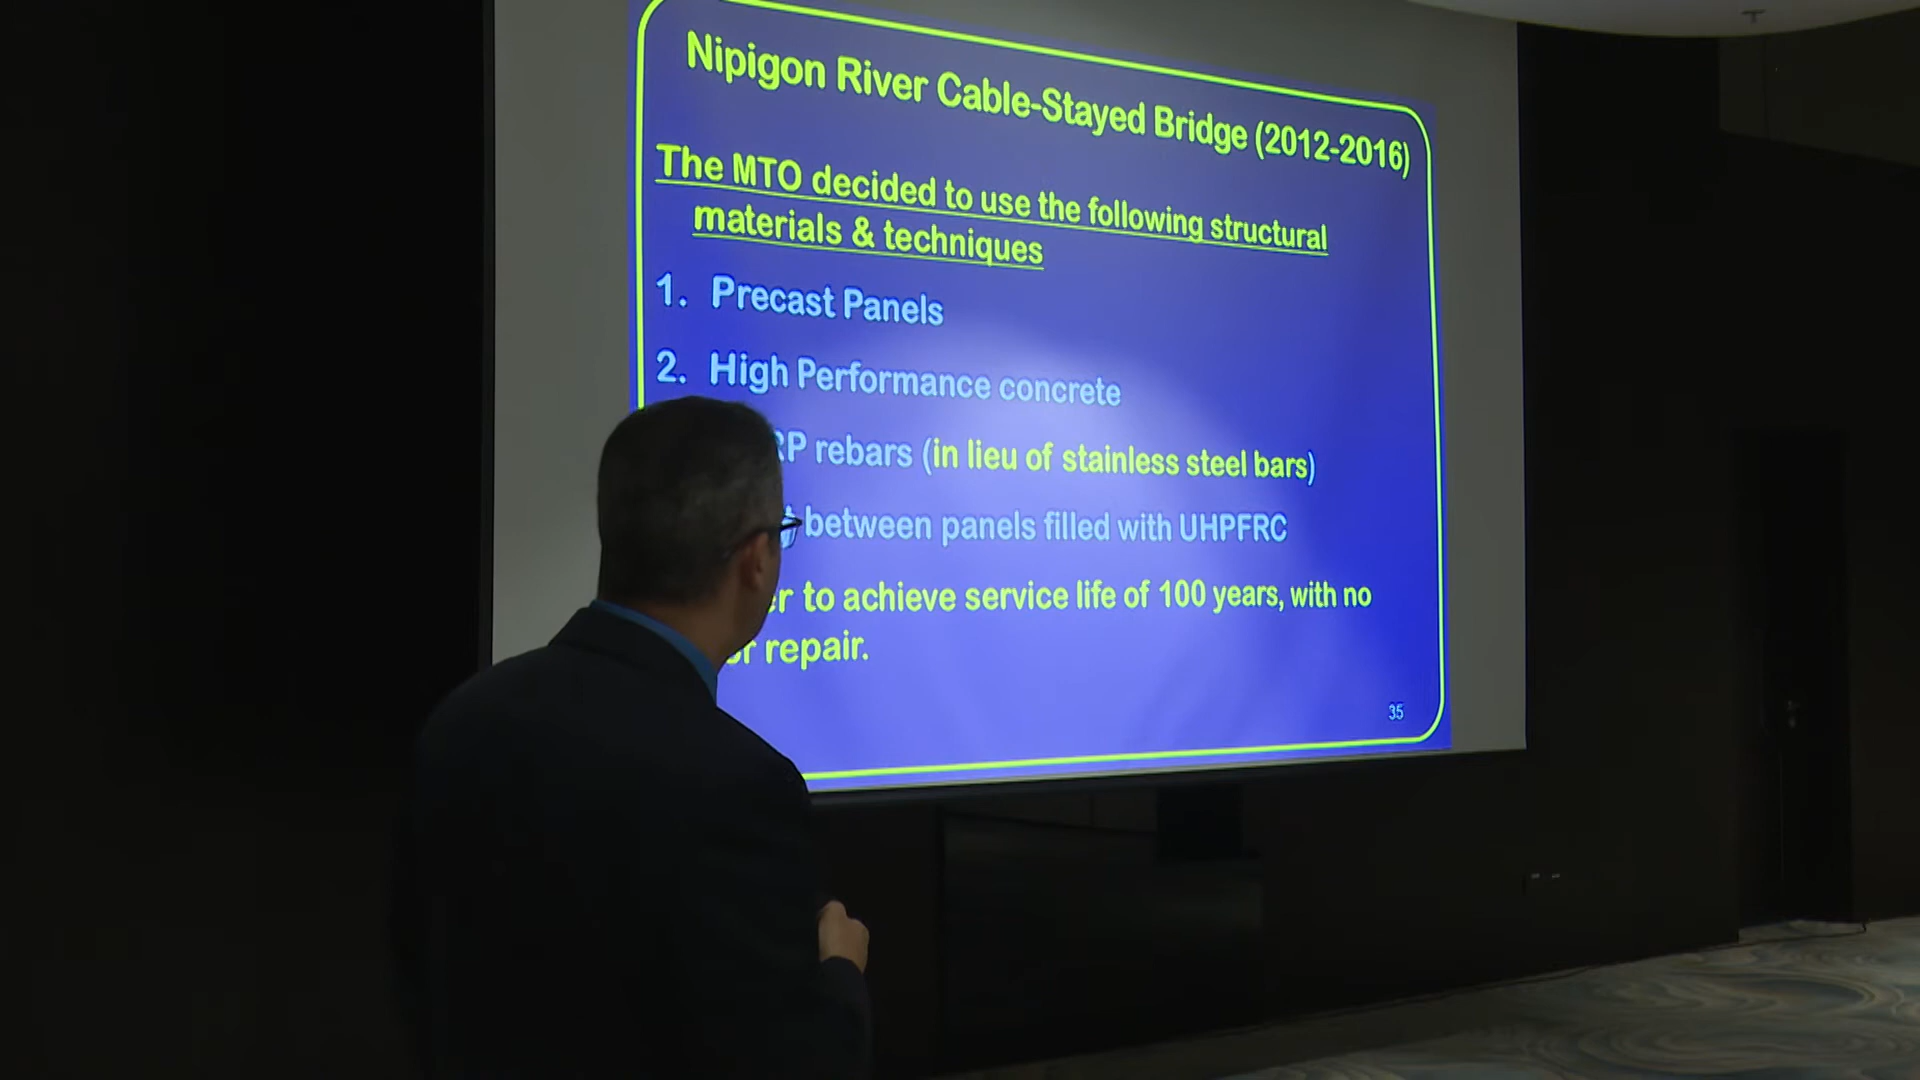 Nipigon River Cable-Stayed Bridge (2012-2016)
The MTO decided to use the following structural
materials & techniques
1. Precast Panels
2. High Performance concrete
rebars (in lieu of stainless steel bars)
between panels filled with UHPFRC
to achieve service life of 100 years, with no
repair.
35